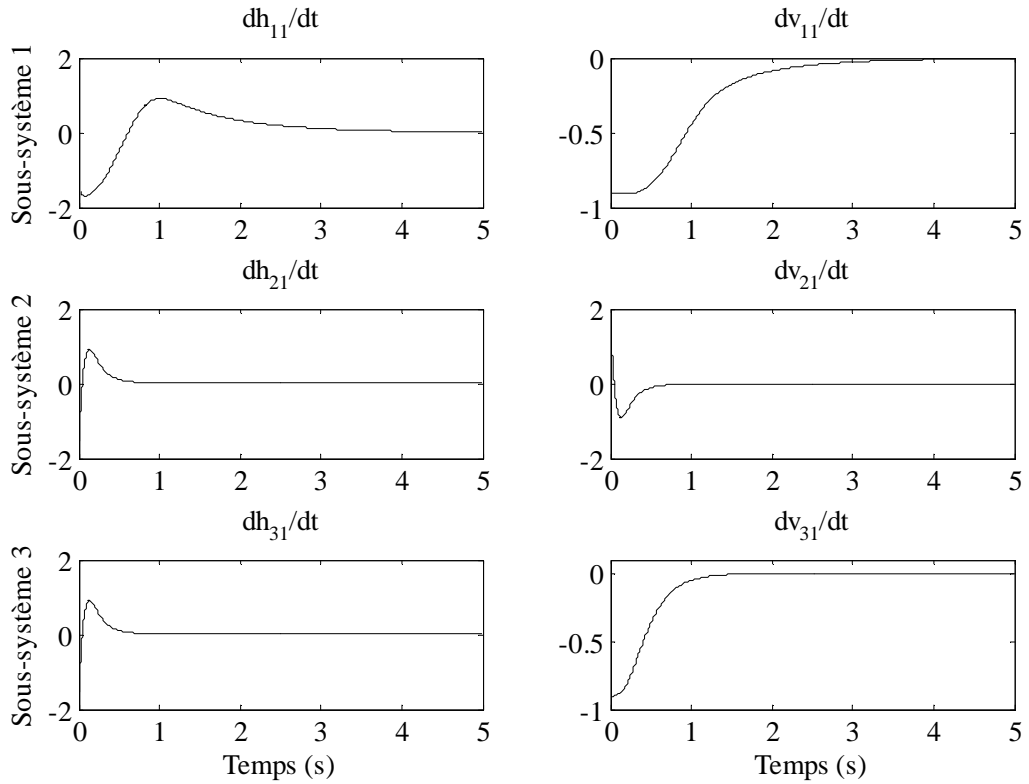 dh11/dt
dv11/dt
Sous-système 1
2
0
-2
0 1 2 3 4 5
0
-0.5
-1
0 1 2 3 4 5
dh21/dt
dv21/dt
Sous-système 2
2
0
-2
0 1 2 3 4 5
2
0
-2
0 1 2 3 4 5
dh31/dt
dv31/dt
Sous-système 3
2
0
-2
0 1 2 3 4 5
Temps (s)
0
-0.5
-1
0 1 2 3 4 5
Temps (s)